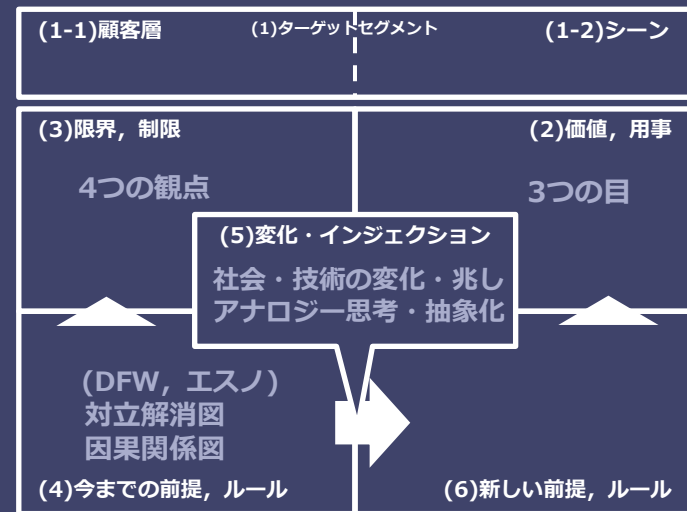 (1-1)顧客層
(1)ターゲットセグメント
(1-2)シーン
(3)限界，制限
(2)価値，用事
4つの観点
3つの目
(5)変化・インジェクション
社会・技術の変化・兆し
アナロジー思考・抽象化
(DFW，エスノ)
対立解消図
因果関係図
(4)今までの前提，ルール
(6)新しい前提，ルール